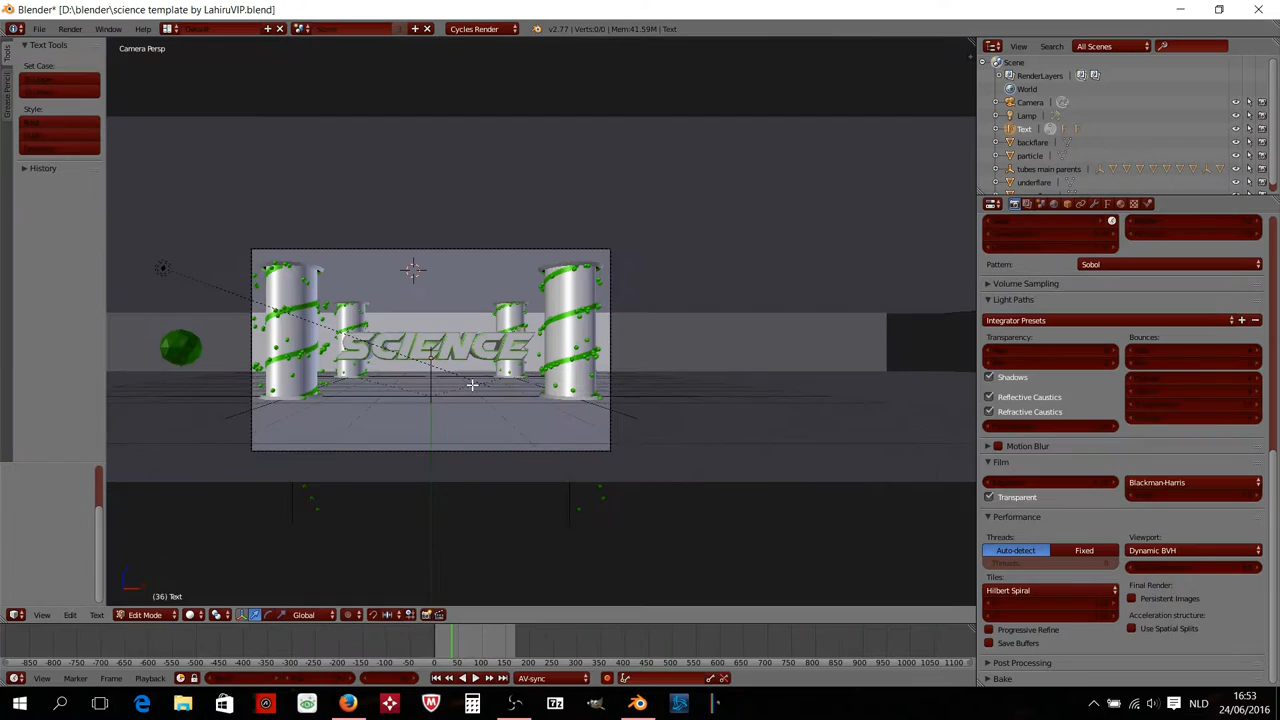 Blender* [D:\blender\science template by LahiruVIP.blend]
File Render Window Help Default Scene Cycles Render v2.77 | Verts:0/0 | Mem:41.59M | Text
Text Tools
Set Case:
Style:
History
Tools
Grease Pencil
Camera Persp
SCIENCE
(36) Text
View Search All Scenes
Scene
RenderLayers
World
Camera
Lamp
Text
backflare
particle
tubes main parents
underflare
Pattern: Sobol
Volume Sampling
Light Paths
Integrator Presets
Transparency: Bounces:
Shadows
Reflective Caustics
Refractive Caustics
Motion Blur
Film
Blackman-Harris
Transparent
Performance
Threads: Viewport:
Auto-detect Fixed Dynamic BVH
Threads:
Tiles: Final Render:
Hilbert Spiral Persistent Images
Acceleration structure:
Progressive Refine Use Spatial Splits
Save Buffers
Post Processing
Bake
View Edit Text Edit Mode Global
-850 -800 -750 -700 -650 -600 -550 -500 -450 -400 -350 -300 -250 -200 -150 -100 -50 0 50 100 150 200 250 300 350 400 450 500 550 600 650 700 750 800 850 900 950 1000 1050 1100
View Marker Frame Playback AV-sync
NLD
16:53
24/06/2016